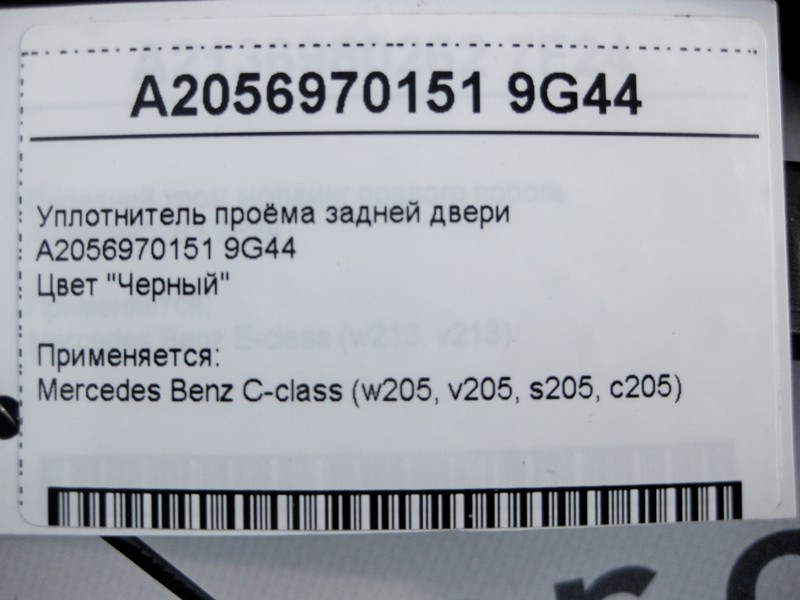 A2056970151 9G44
Уплотнитель проёма задней двери
A2056970151 9G44
Цвет "Черный"
Применяется:
Mercedes Benz C-class (w205, v205, s205, c205)